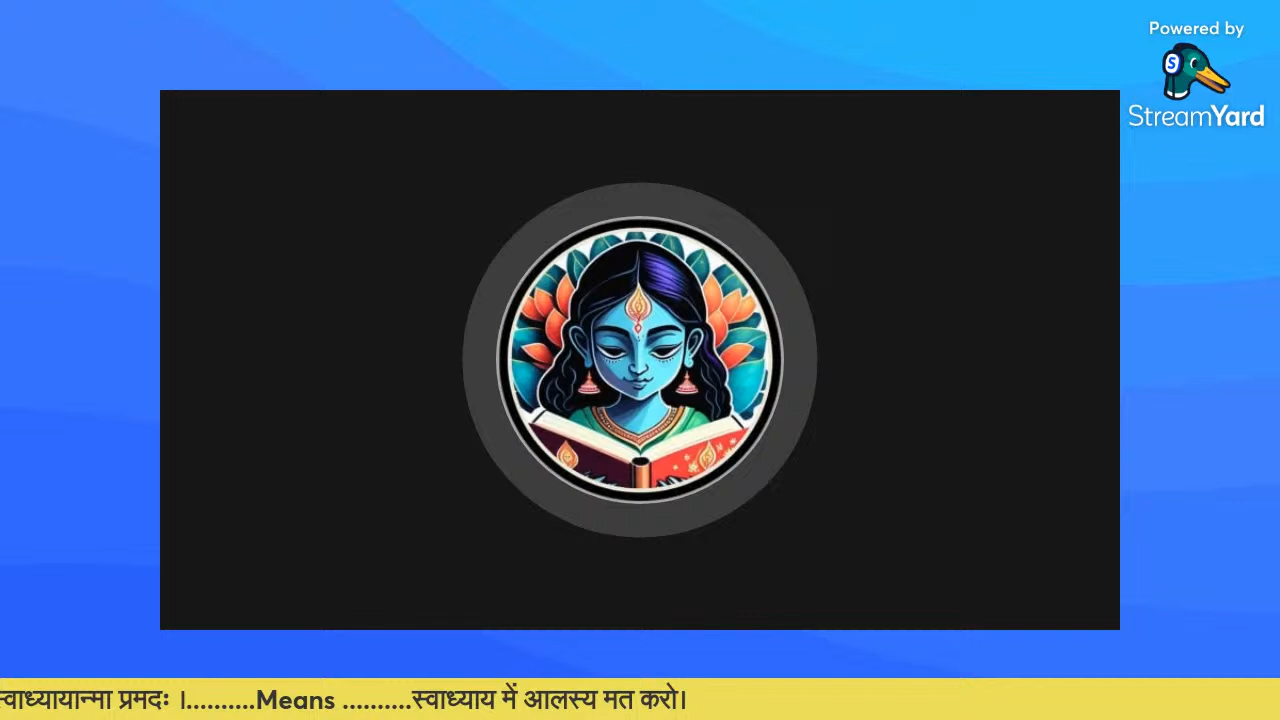 Powered by
StreamYard
स्वाध्यायान्मा प्रमदः ।..........Means ..........स्वाध्याय में आलस्य मत करो।